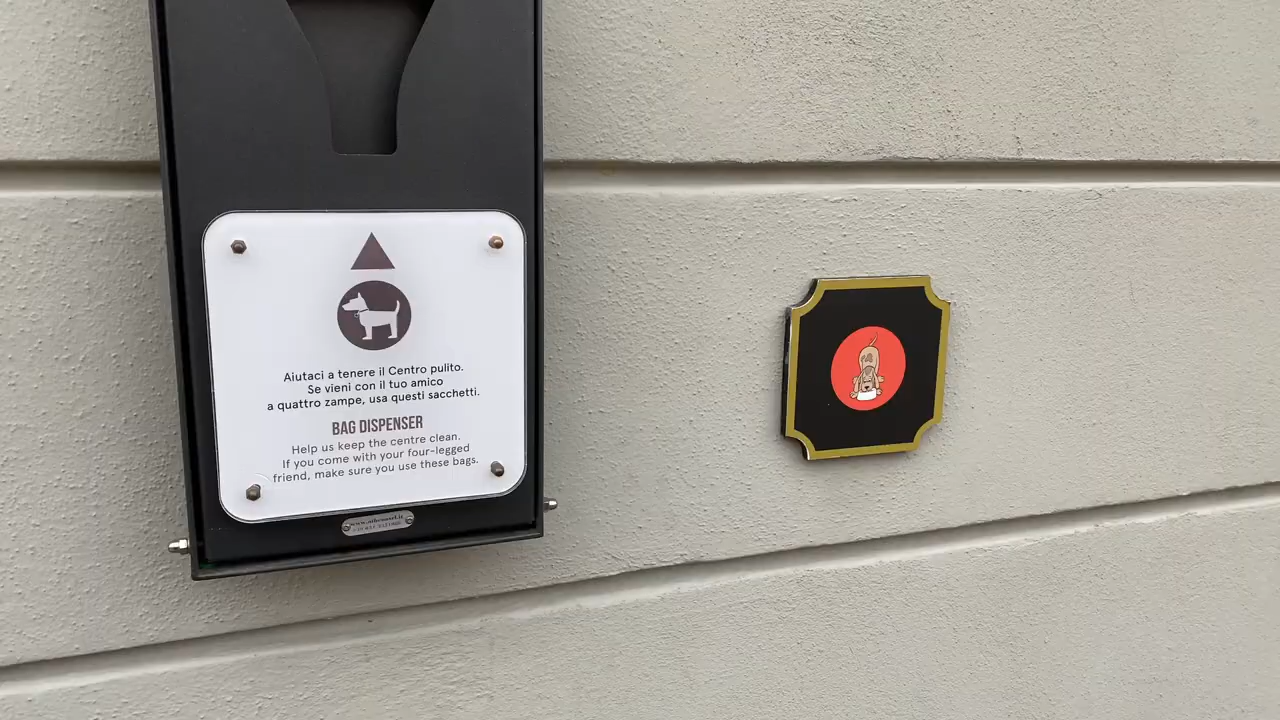 Aiutaci a tenere il Centro pulito.
Se vieni con il tuo amico
a quattro zampe, usa questi sacchetti.
BAG DISPENSER
Help us keep the centre clean.
If you come with your four-legged
friend, make sure you use these bags.